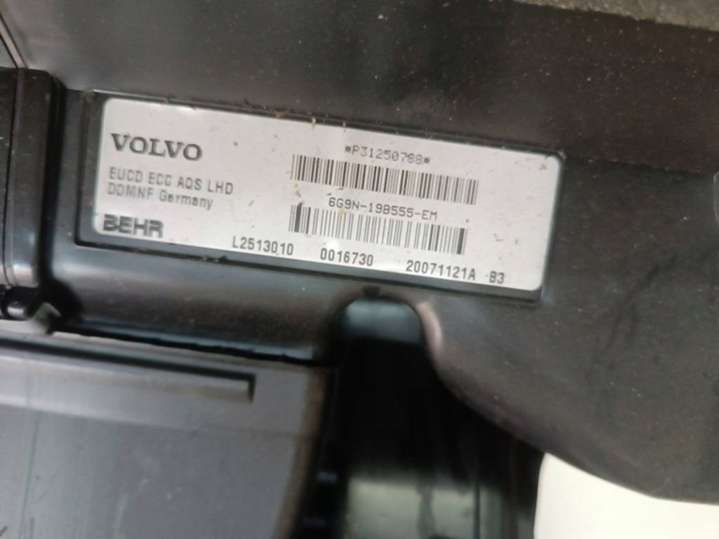 VOLVO
*P31250788*
EUCD ECC AQS LHD
DOMNF Germany
6G9N-19B555-EM
BEHR
L2513010 0016730 20071121A B3